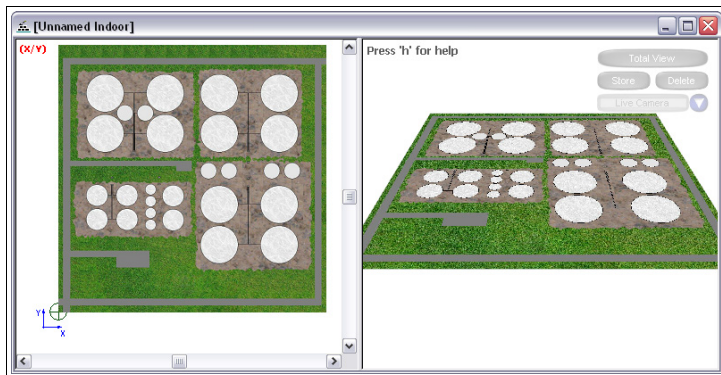 [Unnamed Indoor]
(X/Y)
Press 'h' for help
Total View
Store Delete
Live Camera
Y
X